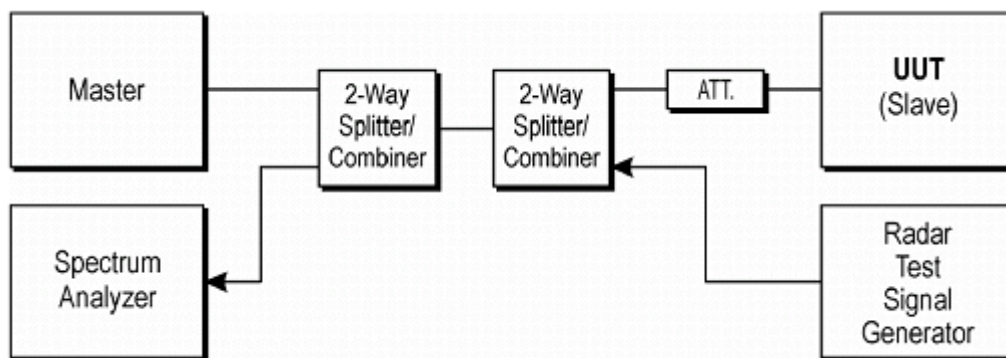 Master
2-Way
Splitter/
Combiner
2-Way
Splitter/
Combiner
ATT.
UUT
(Slave)
Spectrum
Analyzer
Radar
Test
Signal
Generator